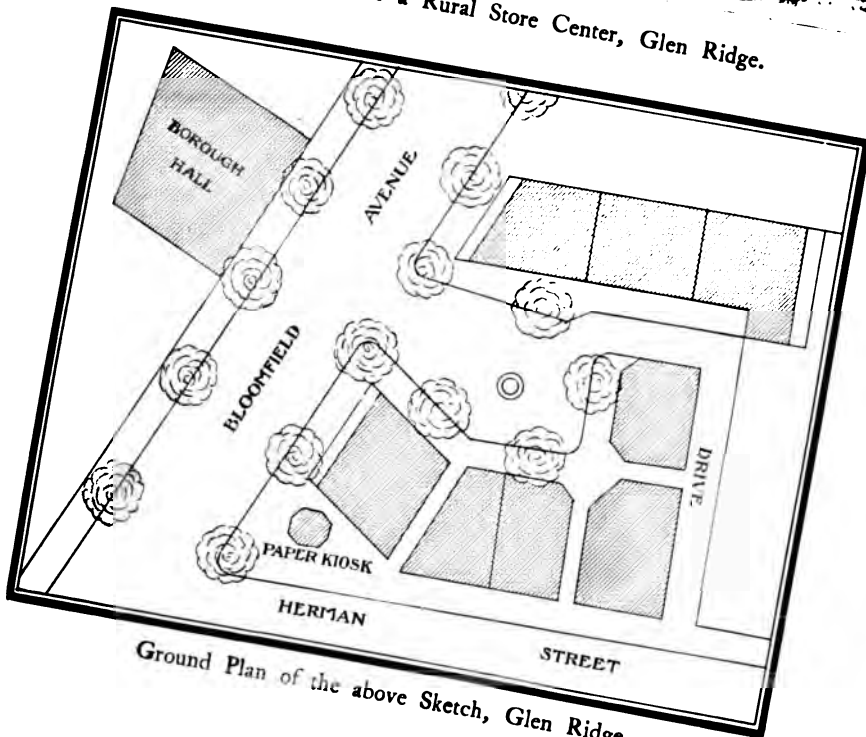 a Rural Store Center, Glen Ridge.
BOROUGH
HALL
AVENUE
BLOOMFIELD
DRIVE
PAPER KIOSK
HERMAN
STREET
Ground Plan of the above Sketch, Glen Ridge